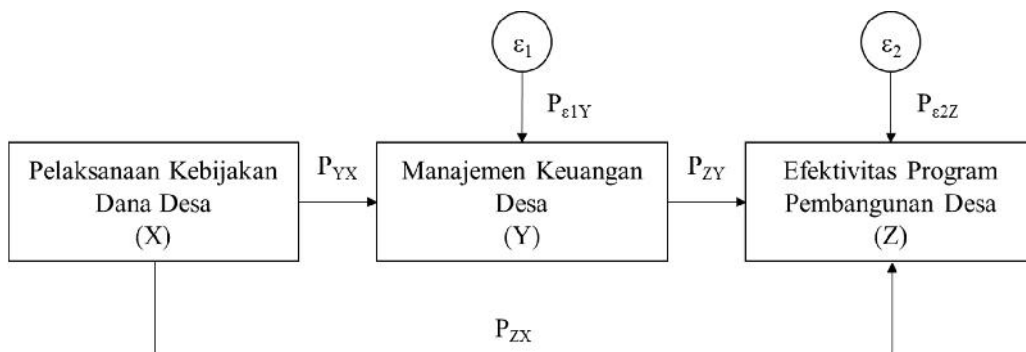 ε1
ε2
Pε1Y
Pε2Z
Pelaksanaan Kebijakan
Dana Desa
(X)
PYX
Manajemen Keuangan
Desa
(Y)
PZY
Efektivitas Program
Pembangunan Desa
(Z)
PZX